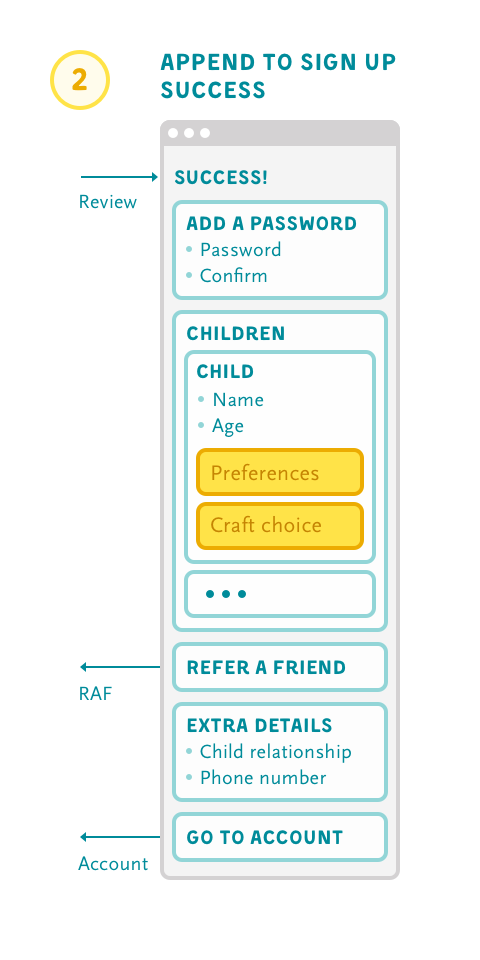 2
APPEND TO SIGN UP
SUCCESS
SUCCESS!
Review
ADD A PASSWORD
Password
Confirm
CHILDREN
CHILD
Name
Age
Preferences
Craft choice
REFER A FRIEND
RAF
EXTRA DETAILS
Child relationship
Phone number
GO TO ACCOUNT
Account